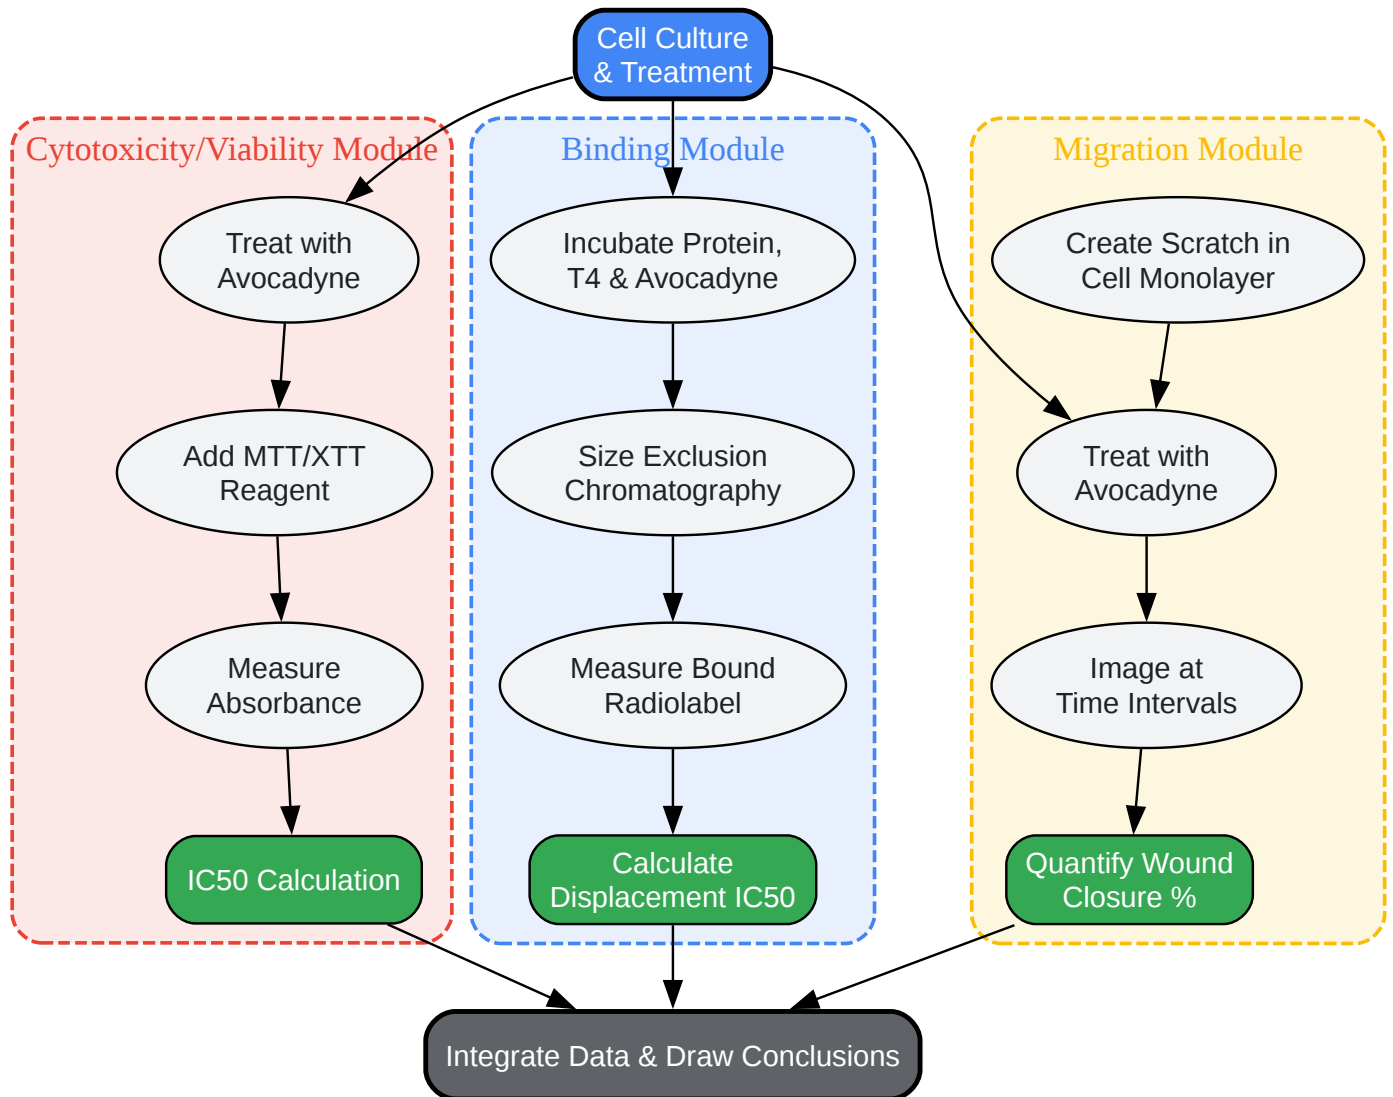 Cell Culture
& Treatment
Cytotoxicity/Viability Module
Treat with
Avocadyne
Add MTT/XTT
Reagent
Measure
Absorbance
IC50 Calculation
Binding Module
Incubate Protein,
T4 & Avocadyne
Size Exclusion
Chromatography
Measure Bound
Radiolabel
Calculate
Displacement IC50
Migration Module
Create Scratch in
Cell Monolayer
Treat with
Avocadyne
Image at
Time Intervals
Quantify Wound
Closure %
Integrate Data & Draw Conclusions